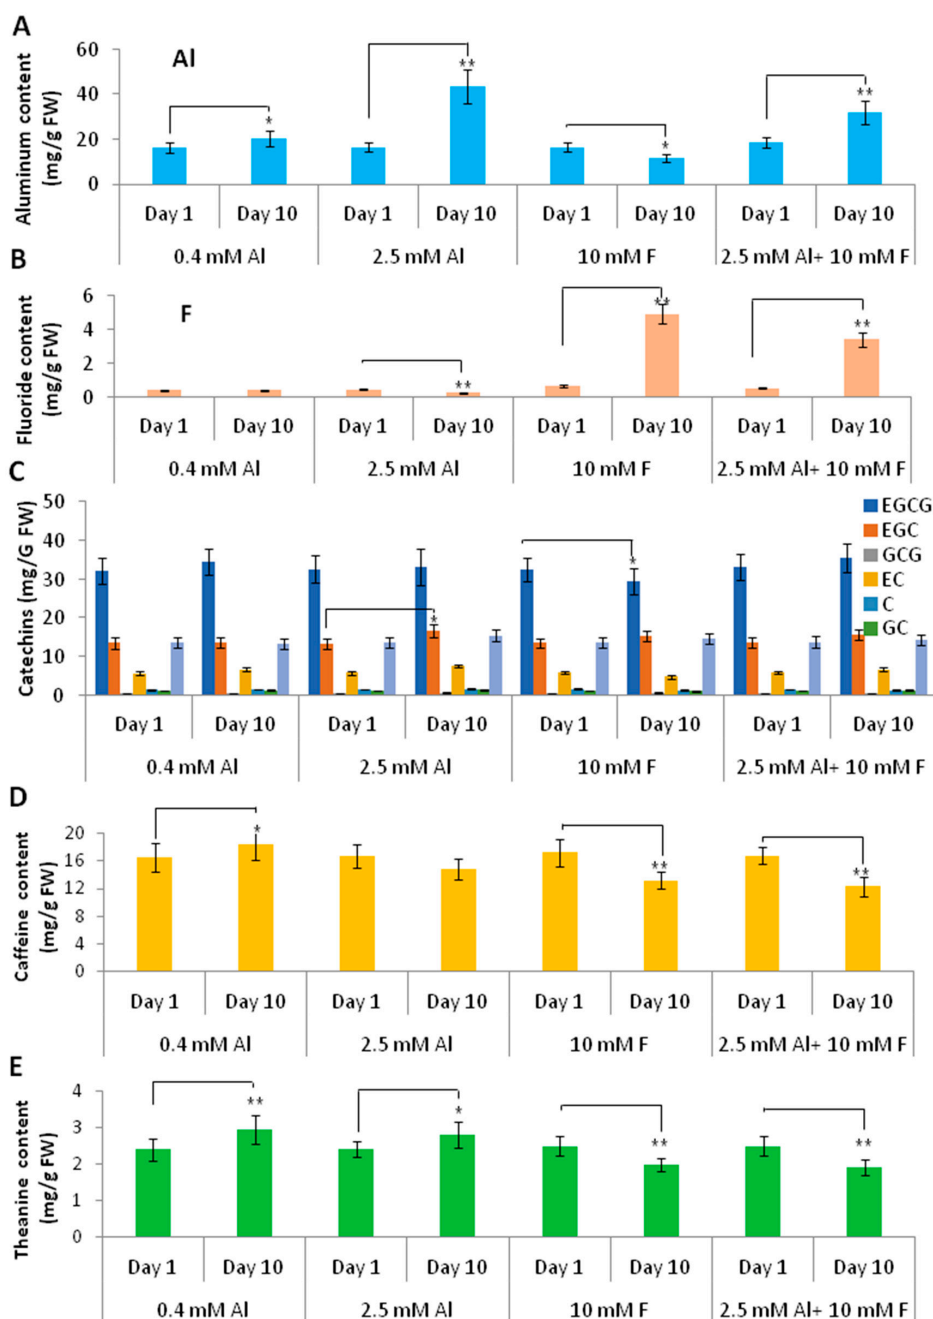 A
Al
Aluminum content
(mg/g FW)
60
40
20
0
*
**
*
**
Day 1
Day 10
Day 1
Day 10
Day 1
Day 10
Day 1
Day 10
0.4 mM Al
2.5 mM Al
10 mM F
2.5 mM Al+ 10 mM F
B
F
Fluoride content
(mg/g FW)
6
4
2
0
**
**
**
Day 1
Day 10
Day 1
Day 10
Day 1
Day 10
Day 1
Day 10
0.4 mM Al
2.5 mM Al
10 mM F
2.5 mM Al+ 10 mM F
C
Catechins (mg/G FW)
50
40
30
20
10
0
*
*
EGCG
EGC
GCG
EC
C
GC
Day 1
Day 10
Day 1
Day 10
Day 1
Day 10
Day 1
Day 10
0.4 mM Al
2.5 mM Al
10 mM F
2.5 mM Al+ 10 mM F
D
Caffeine content
(mg/g FW)
20
16
12
8
4
0
*
**
**
Day 1
Day 10
Day 1
Day 10
Day 1
Day 10
Day 1
Day 10
0.4 mM Al
2.5 mM Al
10 mM F
2.5 mM Al+ 10 mM F
E
Theanine content
(mg/g FW)
4
3
2
1
0
**
*
**
**
Day 1
Day 10
Day 1
Day 10
Day 1
Day 10
Day 1
Day 10
0.4 mM Al
2.5 mM Al
10 mM F
2.5 mM Al+ 10 mM F